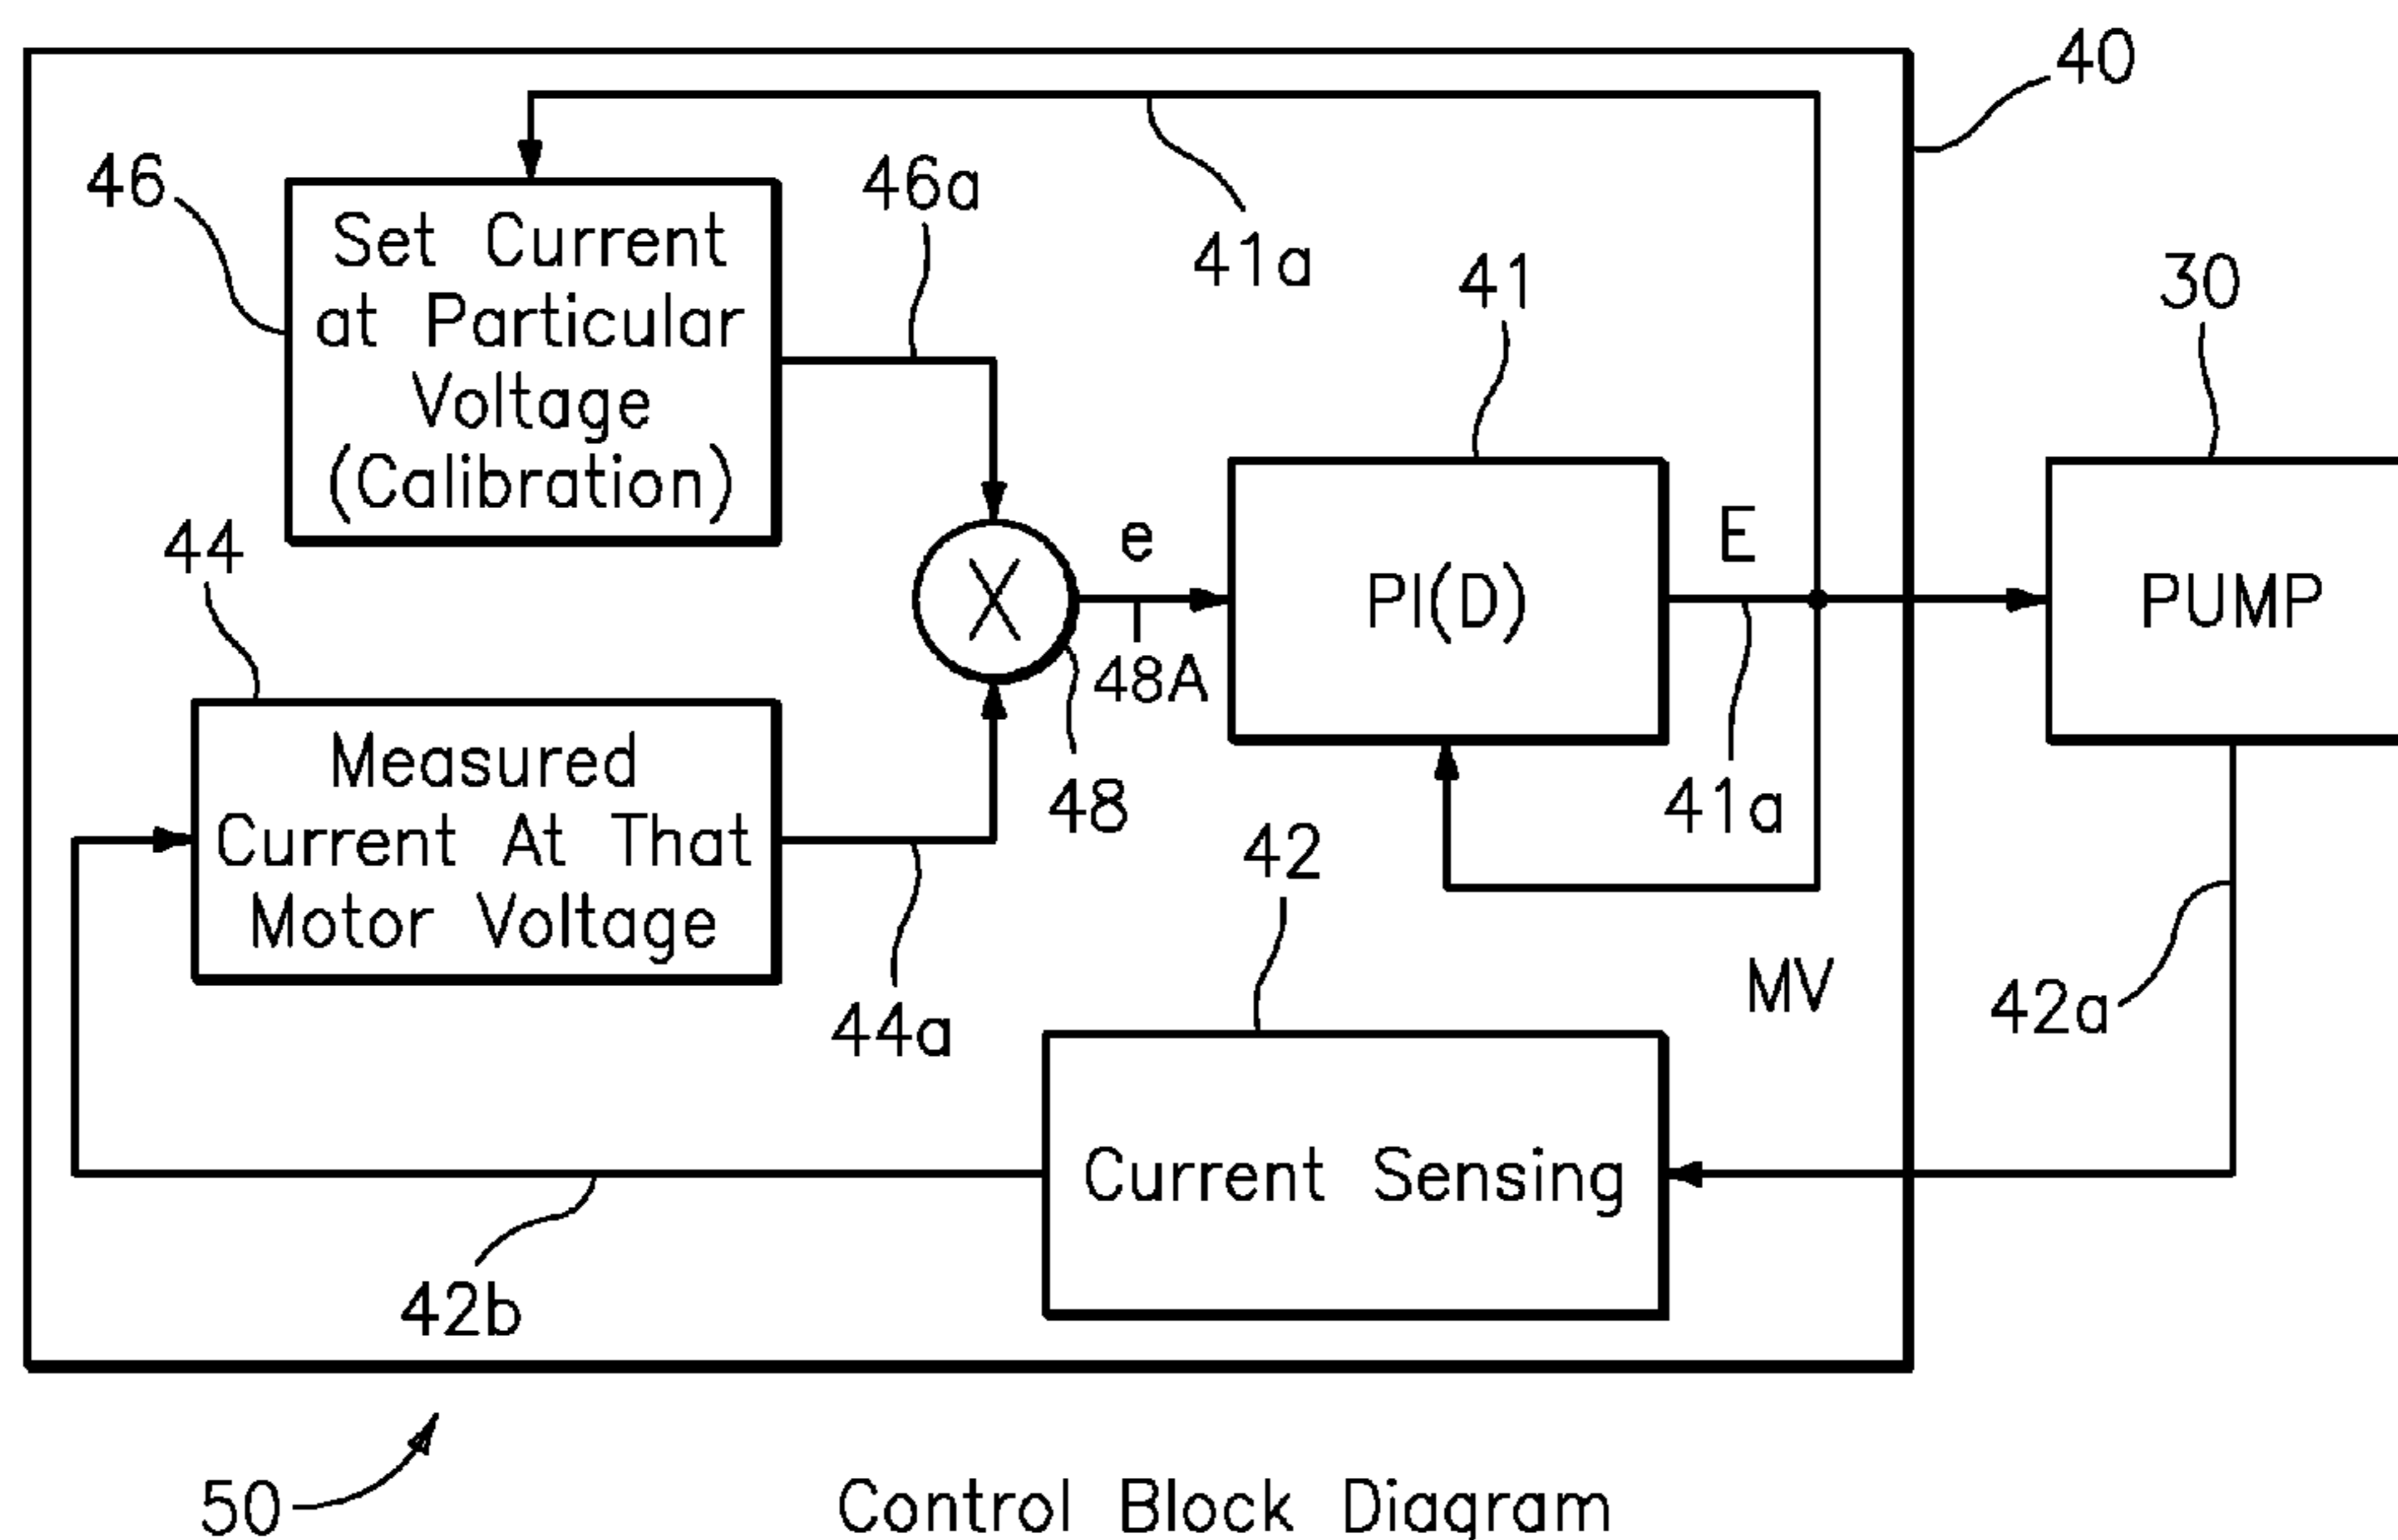 40
46
46a
Set Current
at Particular
Voltage
(Calibration)
41a
41
30
44
e
E
X
PI(D)
PUMP
48A
Measured
Current At That
Motor Voltage
48
41a
42
44a
MV
42a
Current Sensing
42b
50
Control Block Diagram